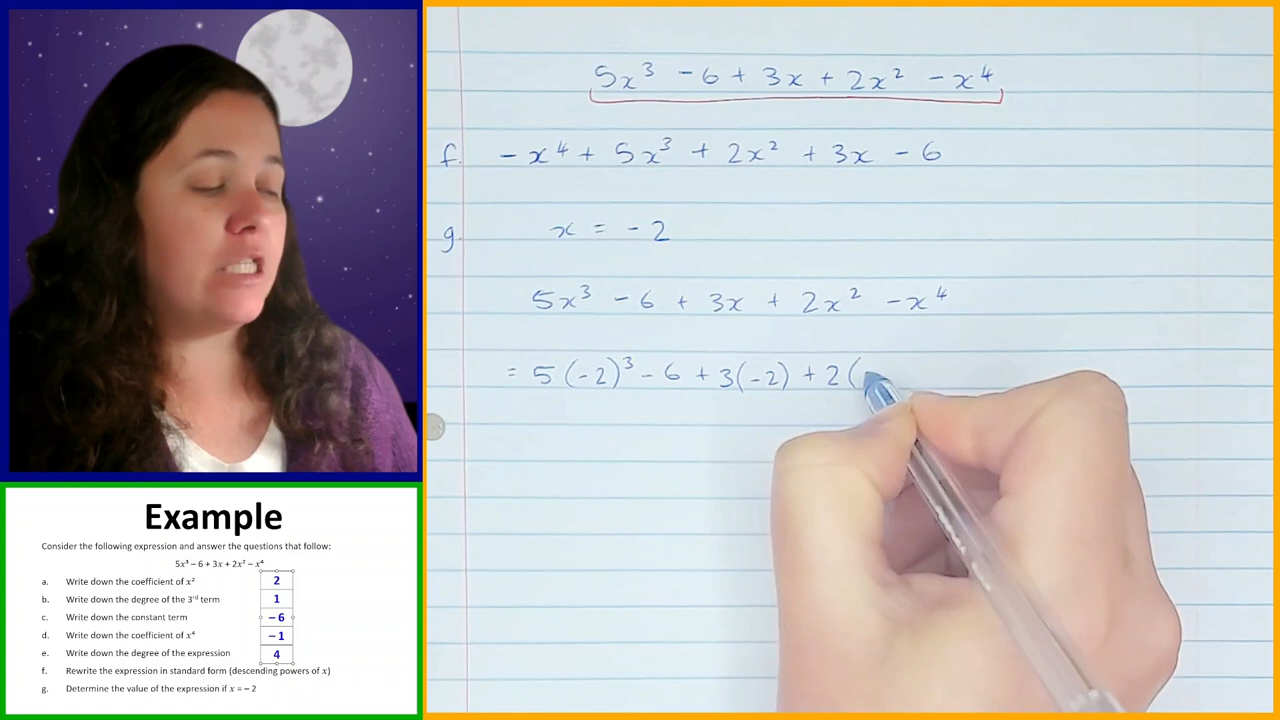 5x³ - 6 + 3x + 2x² - x⁴
f. - x⁴ + 5x³ + 2x² + 3x - 6
g. x = - 2
5x³ - 6 + 3x + 2x² - x⁴
= 5(-2)³ - 6 + 3(-2) + 2(
Example
Consider the following expression and answer the questions that follow:
5x³ – 6 + 3x + 2x² – x⁴
a. Write down the coefficient of x² 2
b. Write down the degree of the 3rd term 1
c. Write down the constant term – 6
d. Write down the coefficient of x⁴ – 1
e. Write down the degree of the expression 4
f. Rewrite the expression in standard form (descending powers of x)
g. Determine the value of the expression if x = – 2